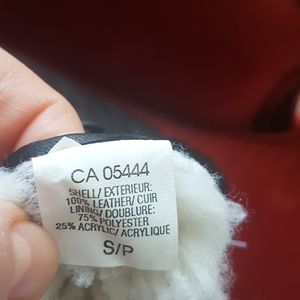 CA 05444
SHELL/ EXTERIEUR:
100% LEATHER/ CUIR
LINING/ DOUBLURE:
75% POLYESTER
25% ACRYLIC/ ACRYLIQUE
S/P